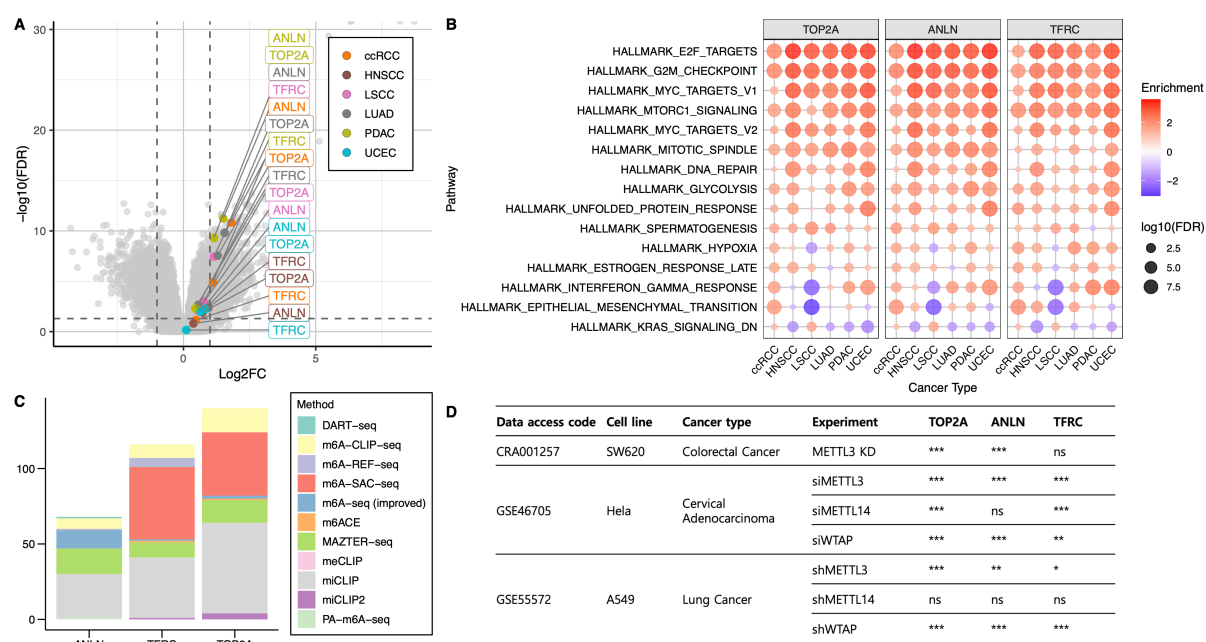 A
30
20
10
0
−log10(FDR)
0
5
Log2FC
ANLN
TOP2A
ANLN
TFRC
ANLN
TOP2A
TFRC
TOP2A
TFRC
TOP2A
ANLN
ANLN
TOP2A
TFRC
TOP2A
TFRC
ANLN
TFRC
ccRCC
HNSCC
LSCC
LUAD
PDAC
UCEC
B
TOP2A ANLN TFRC
Pathway
HALLMARK_E2F_TARGETS
HALLMARK_G2M_CHECKPOINT
HALLMARK_MYC_TARGETS_V1
HALLMARK_MTORC1_SIGNALING
HALLMARK_MYC_TARGETS_V2
HALLMARK_MITOTIC_SPINDLE
HALLMARK_DNA_REPAIR
HALLMARK_GLYCOLYSIS
HALLMARK_UNFOLDED_PROTEIN_RESPONSE
HALLMARK_SPERMATOGENESIS
HALLMARK_HYPOXIA
HALLMARK_ESTROGEN_RESPONSE_LATE
HALLMARK_INTERFERON_GAMMA_RESPONSE
HALLMARK_EPITHELIAL_MESENCHYMAL_TRANSITION
HALLMARK_KRAS_SIGNALING_DN
ccRCC HNSCC LSCC LUAD PDAC UCEC ccRCC HNSCC LSCC LUAD PDAC UCEC ccRCC HNSCC LSCC LUAD PDAC UCEC
Cancer Type
Enrichment
2
0
−2
log10(FDR)
2.5
5.0
7.5
C
100
50
0
ANLN TFRC TOP2A
Method
DART−seq
m6A−CLIP−seq
m6A−REF−seq
m6A−SAC−seq
m6A−seq (improved)
m6ACE
MAZTER−seq
meCLIP
miCLIP
miCLIP2
PA−m6A−seq
D
Data access code Cell line Cancer type Experiment TOP2A ANLN TFRC
CRA001257 SW620 Colorectal Cancer METTL3 KD *** *** ns
siMETTL3 *** *** ***
GSE46705 Hela Cervical Adenocarcinoma siMETTL14 *** ns ***
siWTAP *** *** **
shMETTL3 *** ** *
GSE55572 A549 Lung Cancer shMETTL14 ns ns ns
shWTAP *** *** ***